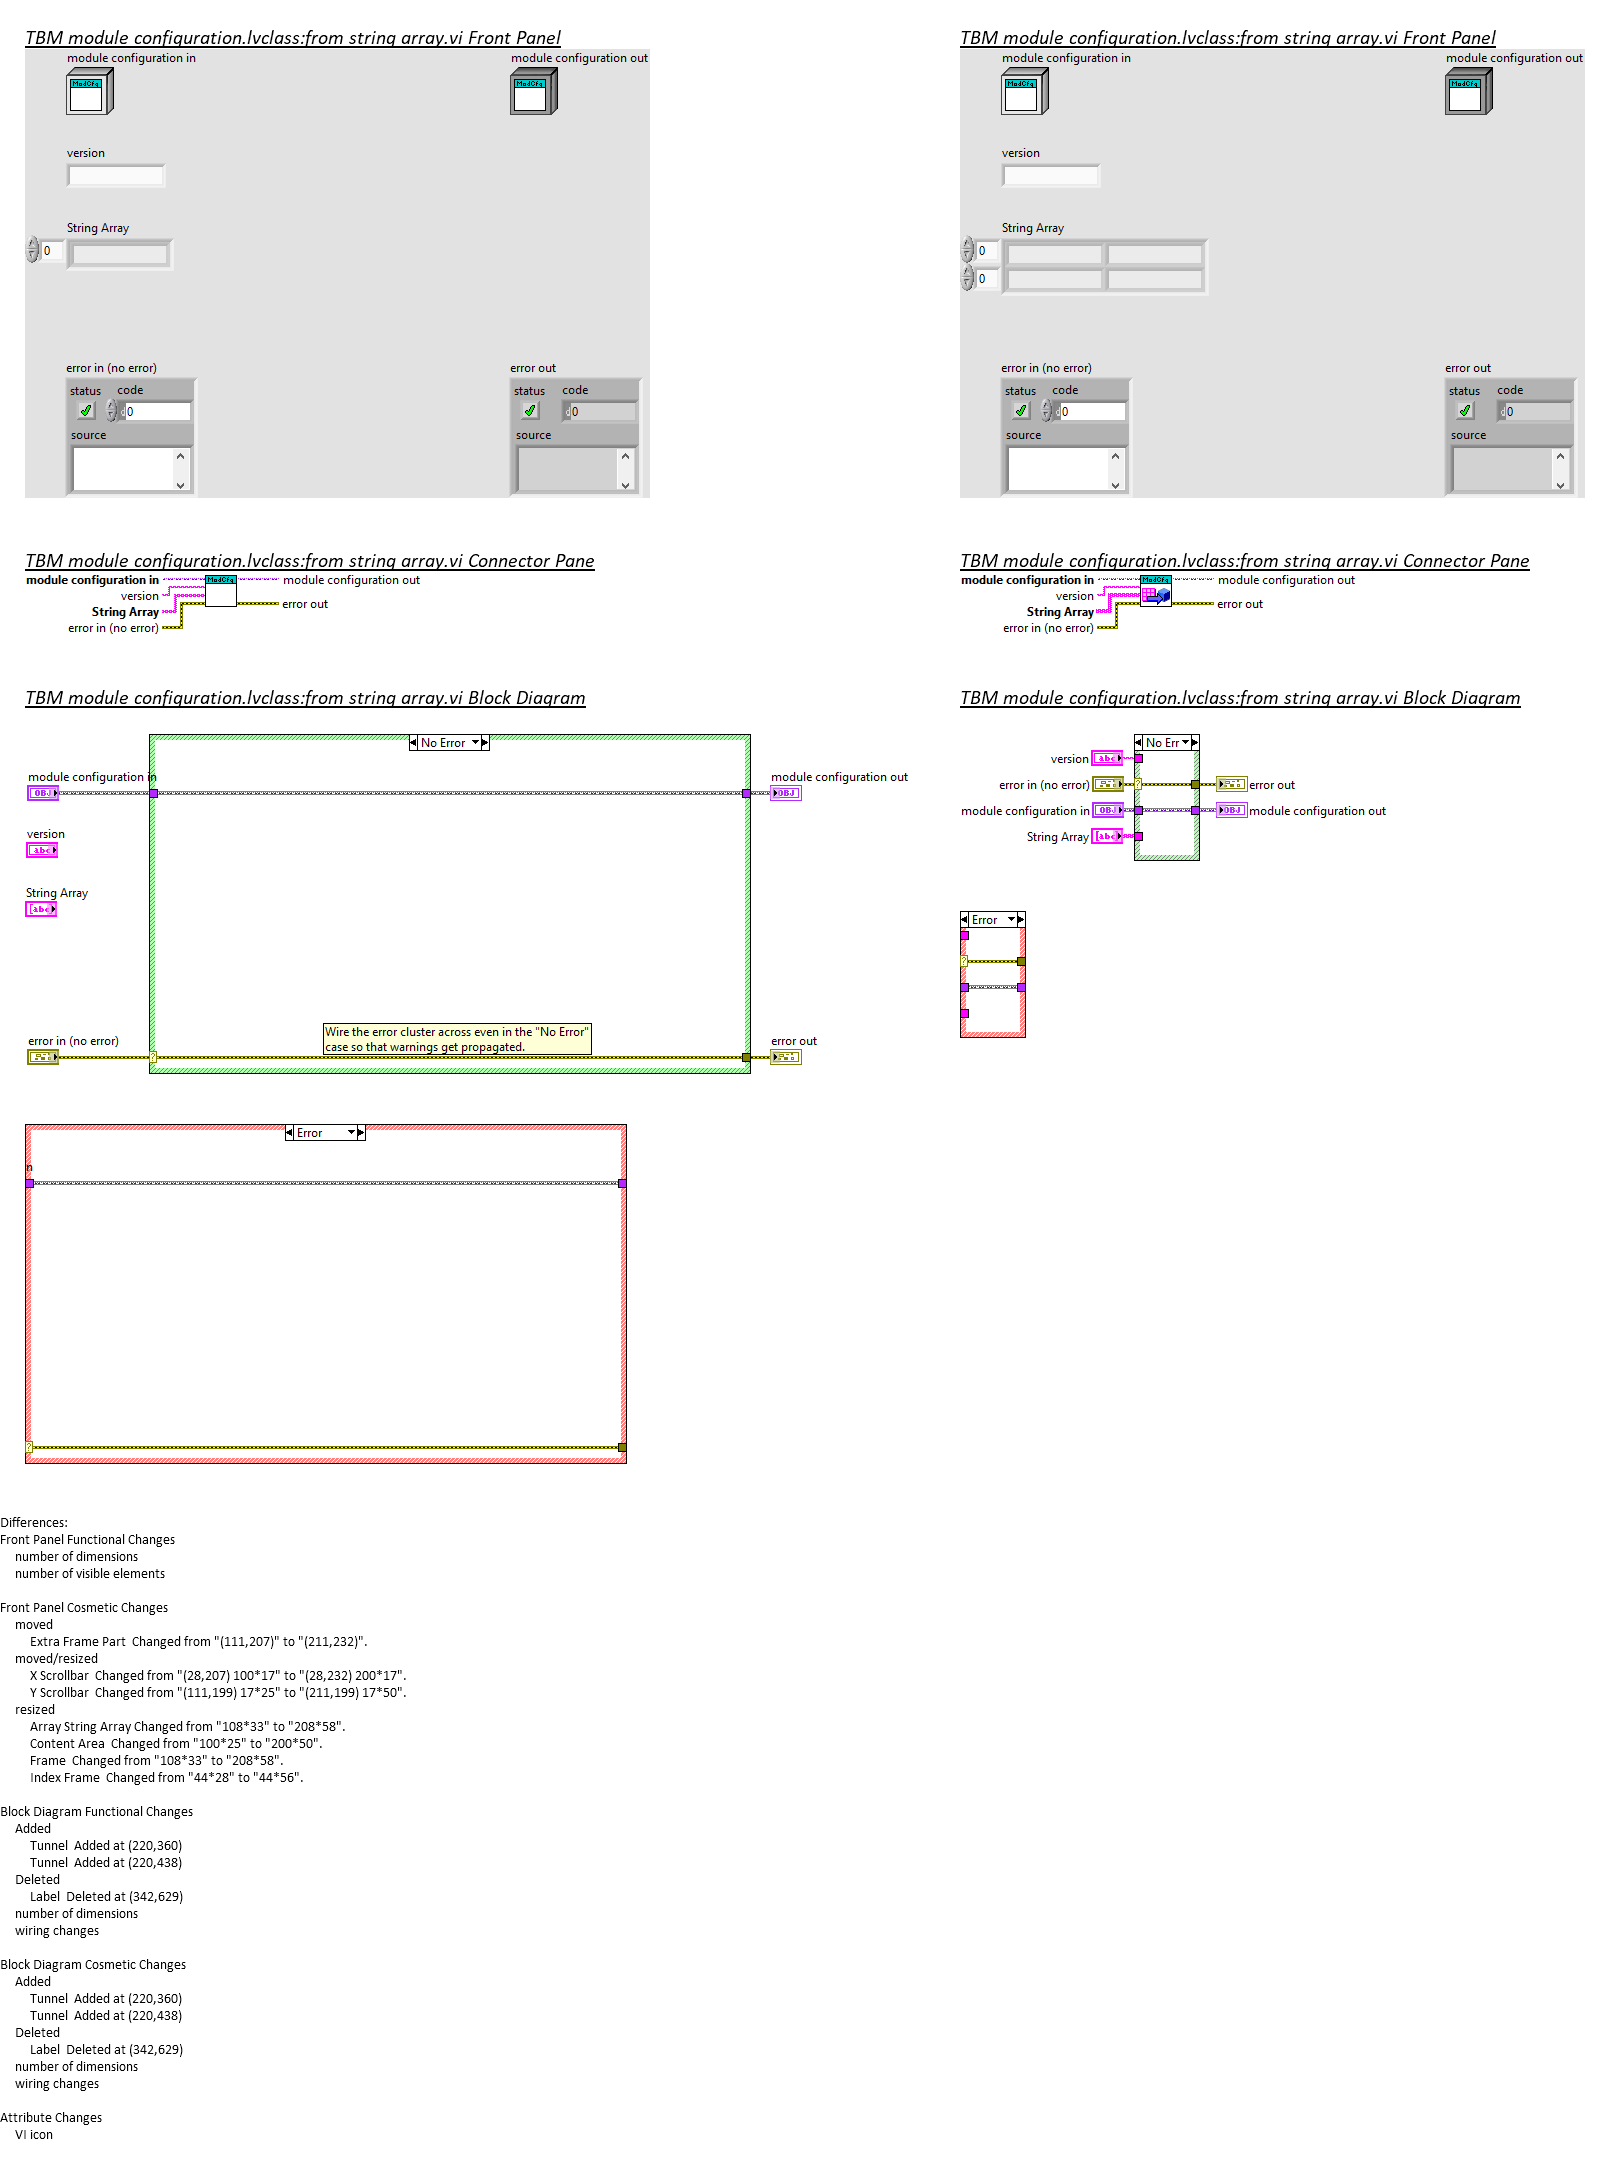 TBM module configuration.lvclass:from string array.vi Front Panel
module configuration in
module configuration out
ModCfg
ModCfg
version
String Array
0
error in (no error)
error out
status code
status code
0
0
source
source
TBM module configuration.lvclass:from string array.vi Front Panel
module configuration in
module configuration out
ModCfg
ModCfg
version
String Array
0
0
error in (no error)
error out
status code
status code
0
0
source
source
TBM module configuration.lvclass:from string array.vi Connector Pane
module configuration in
ModCfg
module configuration out
version
String Array
error out
error in (no error)
TBM module configuration.lvclass:from string array.vi Connector Pane
module configuration in
ModCfg
module configuration out
version
String Array
error out
error in (no error)
TBM module configuration.lvclass:from string array.vi Block Diagram
No Error
module configuration in
OBJ
module configuration out
OBJ
version
abc
String Array
[abc]
Wire the error cluster across even in the "No Error"
case so that warnings get propagated.
error in (no error)
?
error out
Error
n
?
TBM module configuration.lvclass:from string array.vi Block Diagram
No Err
version
abc
error in (no error)
?
error out
module configuration in
OBJ
OBJ
module configuration out
String Array
[abc]
Error
?
Differences:
Front Panel Functional Changes
number of dimensions
number of visible elements
Front Panel Cosmetic Changes
moved
Extra Frame Part  Changed from "(111,207)" to "(211,232)".
moved/resized
X Scrollbar  Changed from "(28,207) 100*17" to "(28,232) 200*17".
Y Scrollbar  Changed from "(111,199) 17*25" to "(211,199) 17*50".
resized
Array String Array Changed from "108*33" to "208*58".
Content Area  Changed from "100*25" to "200*50".
Frame  Changed from "108*33" to "208*58".
Index Frame  Changed from "44*28" to "44*56".
Block Diagram Functional Changes
Added
Tunnel  Added at (220,360)
Tunnel  Added at (220,438)
Deleted
Label  Deleted at (342,629)
number of dimensions
wiring changes
Block Diagram Cosmetic Changes
Added
Tunnel  Added at (220,360)
Tunnel  Added at (220,438)
Deleted
Label  Deleted at (342,629)
number of dimensions
wiring changes
Attribute Changes
VI icon